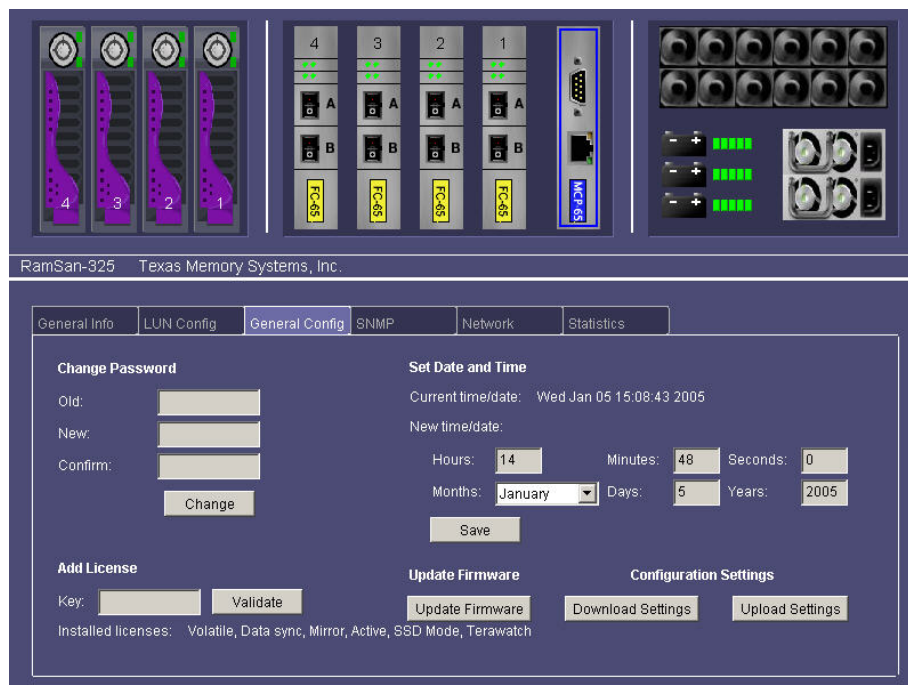 4 3 2 1
A A A A
B B B B
FC-65 FC-65 FC-65 FC-65 MCP-65
4 3 2 1
RamSan-325 Texas Memory Systems, Inc.
General Info LUN Config General Config SNMP Network Statistics
Change Password
Old:
New:
Confirm:
Change
Set Date and Time
Current time/date: Wed Jan 05 15:08:43 2005
New time/date:
Hours: 14 Minutes: 48 Seconds: 0
Months: January Days: 5 Years: 2005
Save
Add License
Key: Validate
Installed licenses: Volatile, Data sync, Mirror, Active, SSD Mode, Terawatch
Update Firmware
Update Firmware
Configuration Settings
Download Settings Upload Settings